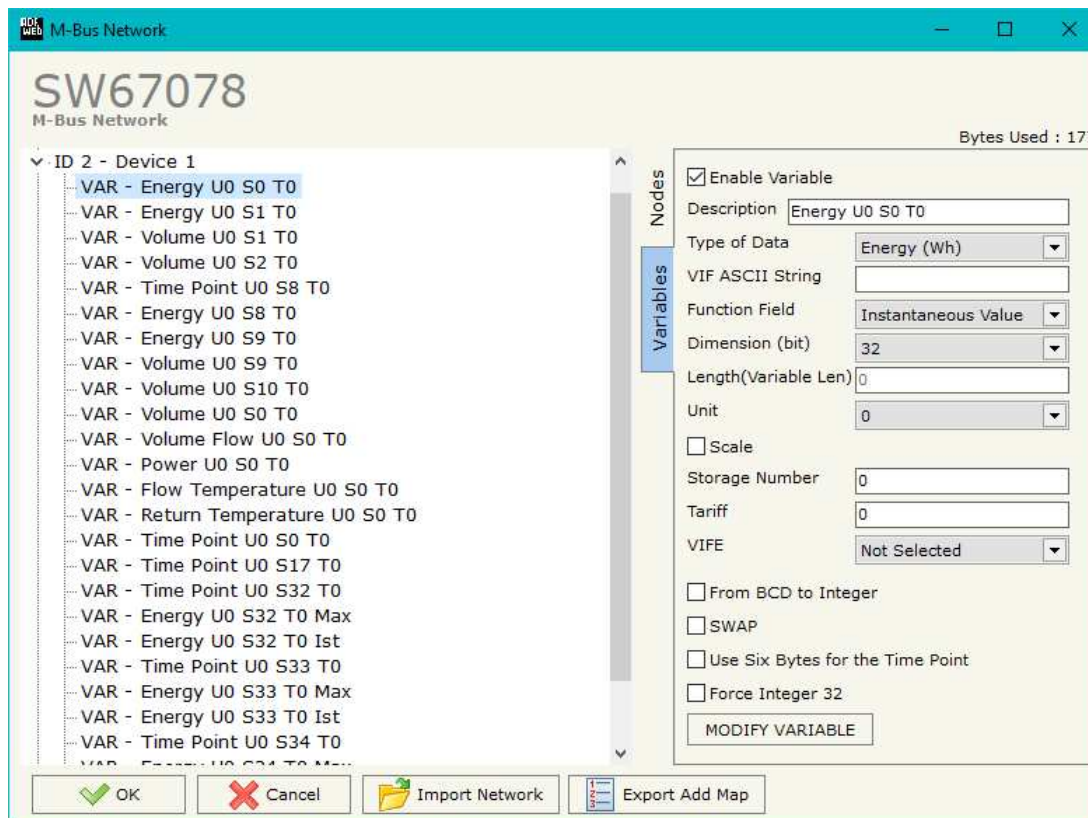 ADF
WEB
M-Bus Network
SW67078
M-Bus Network
Bytes Used : 17
ID 2 - Device 1
VAR - Energy U0 S0 T0
VAR - Energy U0 S1 T0
VAR - Volume U0 S1 T0
VAR - Volume U0 S2 T0
VAR - Time Point U0 S8 T0
VAR - Energy U0 S8 T0
VAR - Energy U0 S9 T0
VAR - Volume U0 S9 T0
VAR - Volume U0 S10 T0
VAR - Volume U0 S0 T0
VAR - Volume Flow U0 S0 T0
VAR - Power U0 S0 T0
VAR - Flow Temperature U0 S0 T0
VAR - Return Temperature U0 S0 T0
VAR - Time Point U0 S0 T0
VAR - Time Point U0 S17 T0
VAR - Time Point U0 S32 T0
VAR - Energy U0 S32 T0 Max
VAR - Energy U0 S32 T0 Ist
VAR - Time Point U0 S33 T0
VAR - Energy U0 S33 T0 Max
VAR - Energy U0 S33 T0 Ist
VAR - Time Point U0 S34 T0
VAR - Energy U0 S34 T0 Max
Nodes
Variables
Enable Variable
Description Energy U0 S0 T0
Type of Data Energy (Wh)
VIF ASCII String
Function Field Instantaneous Value
Dimension (bit) 32
Length(Variable Len) 0
Unit 0
Scale
Storage Number 0
Tariff 0
VIFE Not Selected
From BCD to Integer
SWAP
Use Six Bytes for the Time Point
Force Integer 32
MODIFY VARIABLE
OK Cancel Import Network Export Add Map